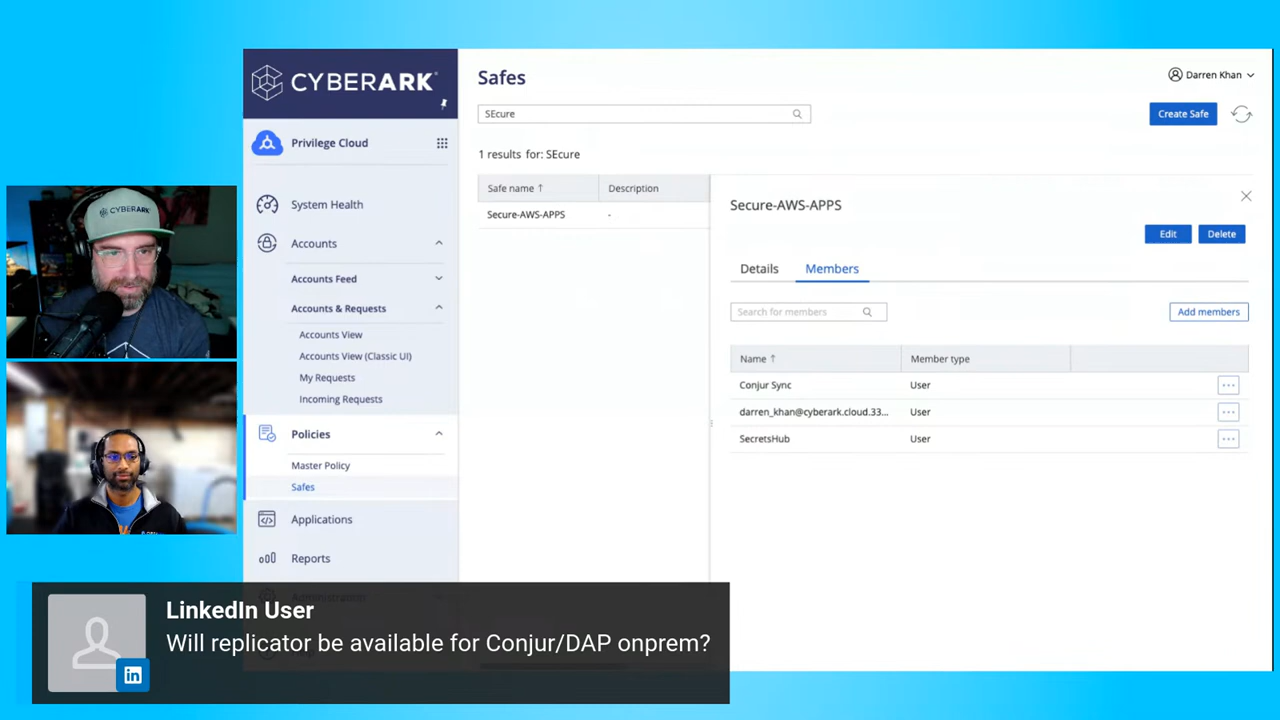 CYBERARK
Safes
Darren Khan
SEcure
Create Safe
1 results for: SEcure
Privilege Cloud
System Health
Accounts
Accounts Feed
Accounts & Requests
Accounts View
Accounts View (Classic UI)
My Requests
Incoming Requests
Policies
Master Policy
Safes
Applications
Reports
Administration
Safe name ↑ Description
Secure-AWS-APPS -
Secure-AWS-APPS
Edit Delete
Details Members
Search for members
Add members
Name ↑ Member type
Conjur Sync User
darren_khan@cyberark.cloud.33... User
SecretsHub User
CYBERARK
LinkedIn User
in
Will replicator be available for Conjur/DAP onprem?